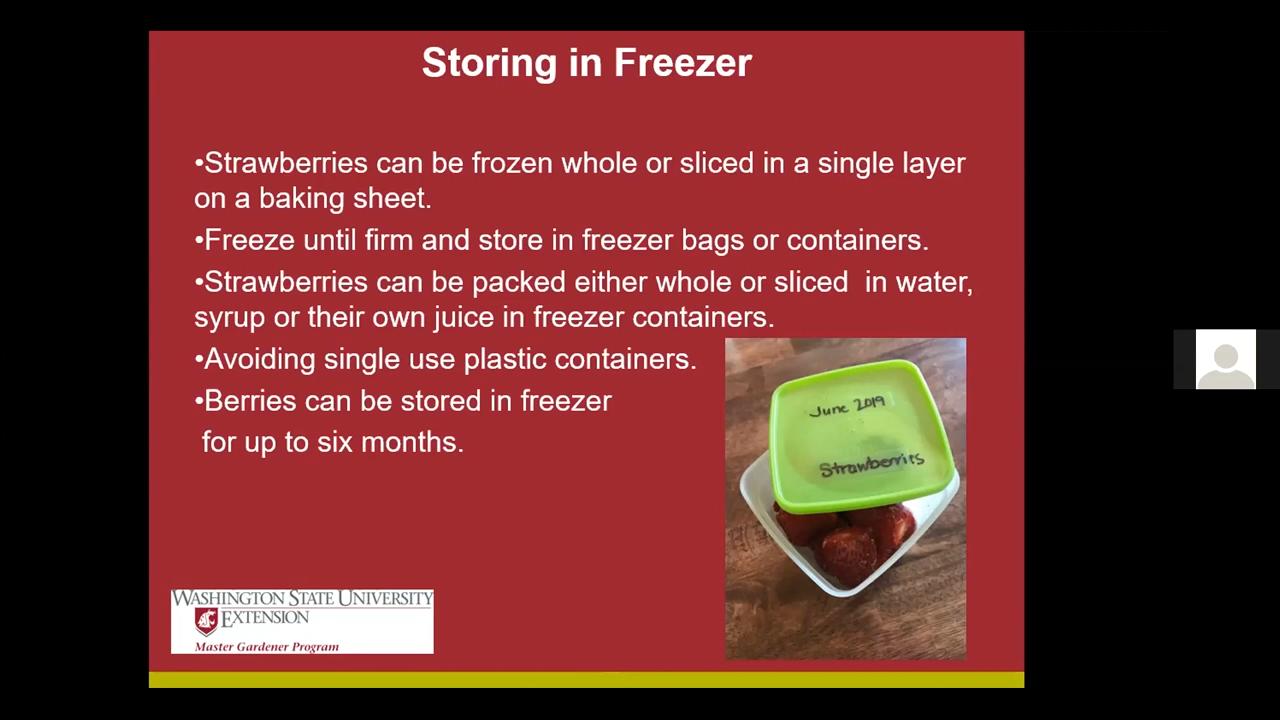 Storing in Freezer
•Strawberries can be frozen whole or sliced in a single layer
on a baking sheet.
•Freeze until firm and store in freezer bags or containers.
•Strawberries can be packed either whole or sliced  in water,
syrup or their own juice in freezer containers.
•Avoiding single use plastic containers.
•Berries can be stored in freezer
for up to six months.
June 2019
Strawberries
WASHINGTON STATE UNIVERSITY
EXTENSION
Master Gardener Program